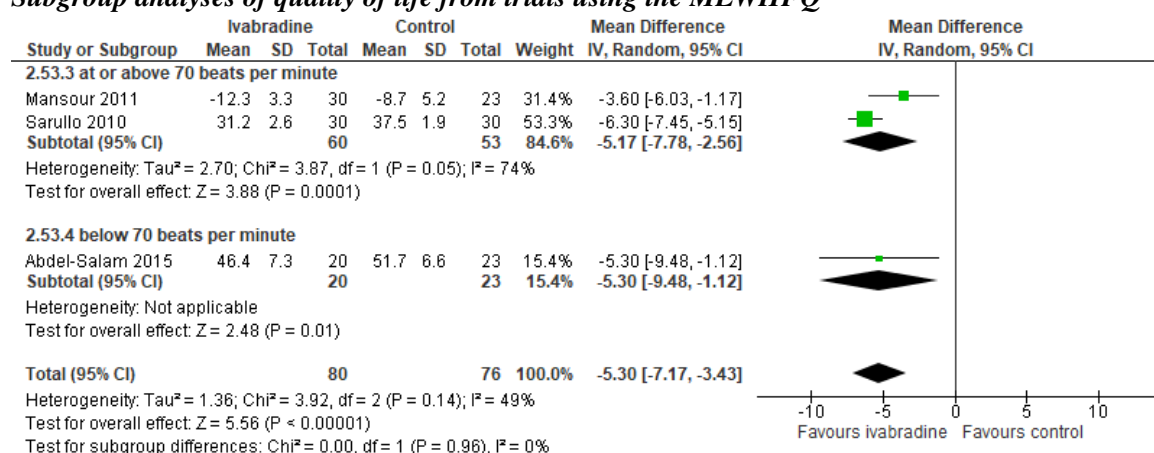 Subgroup analyses of quality of life from trials using the MLWHFQ
Ivabradine Control Mean Difference Mean Difference
Study or Subgroup Mean SD Total Mean SD Total Weight IV, Random, 95% CI IV, Random, 95% CI
2.53.3 at or above 70 beats per minute
Mansour 2011 -12.3 3.3 30 -8.7 5.2 23 31.4% -3.60 [-6.03, -1.17]
Sarullo 2010 31.2 2.6 30 37.5 1.9 30 53.3% -6.30 [-7.45, -5.15]
Subtotal (95% CI) 60 53 84.6% -5.17 [-7.78, -2.56]
Heterogeneity: Tau² = 2.70; Chi² = 3.87, df = 1 (P = 0.05); I² = 74%
Test for overall effect: Z = 3.88 (P = 0.0001)
2.53.4 below 70 beats per minute
Abdel-Salam 2015 46.4 7.3 20 51.7 6.6 23 15.4% -5.30 [-9.48, -1.12]
Subtotal (95% CI) 20 23 15.4% -5.30 [-9.48, -1.12]
Heterogeneity: Not applicable
Test for overall effect: Z = 2.48 (P = 0.01)
Total (95% CI) 80 76 100.0% -5.30 [-7.17, -3.43]
Heterogeneity: Tau² = 1.36; Chi² = 3.92, df = 2 (P = 0.14); I² = 49%
Test for overall effect: Z = 5.56 (P < 0.00001)
Test for subgroup differences: Chi² = 0.00, df = 1 (P = 0.96), I² = 0%
-10 -5 0 5 10
Favours ivabradine Favours control